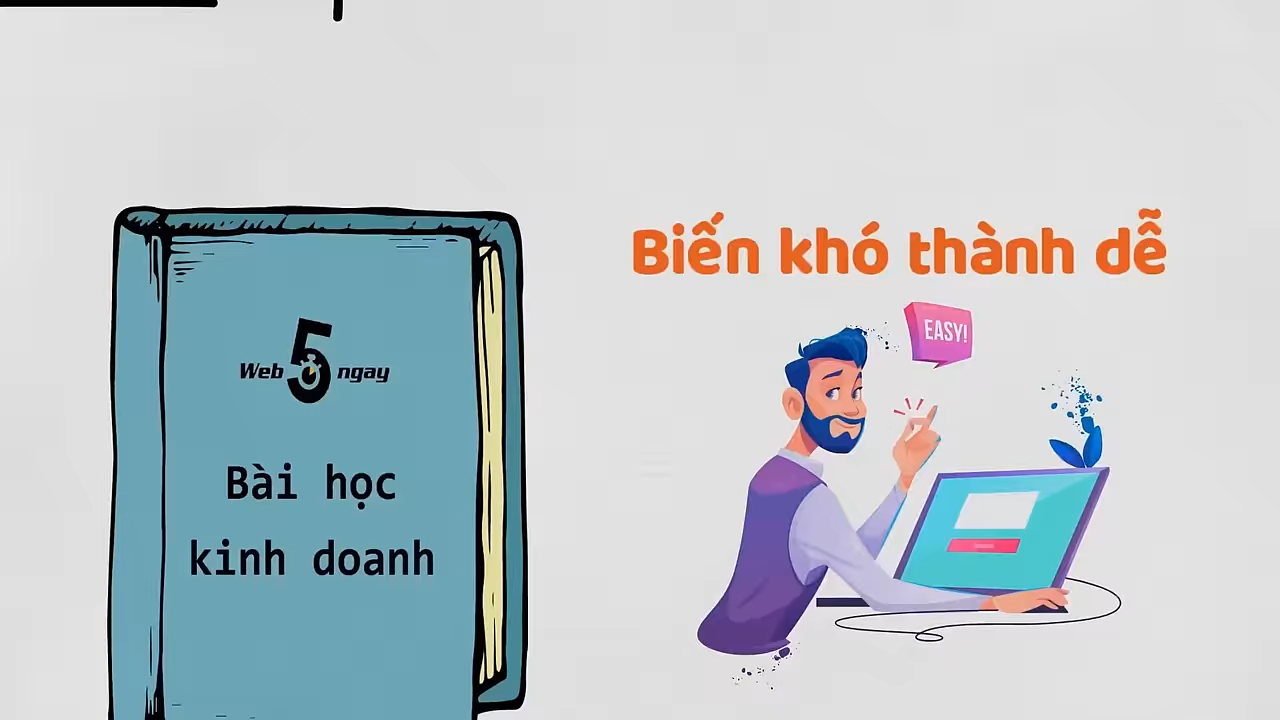 Web 5 ngay
Bài học
kinh doanh
Biến khó thành dễ
EASY!